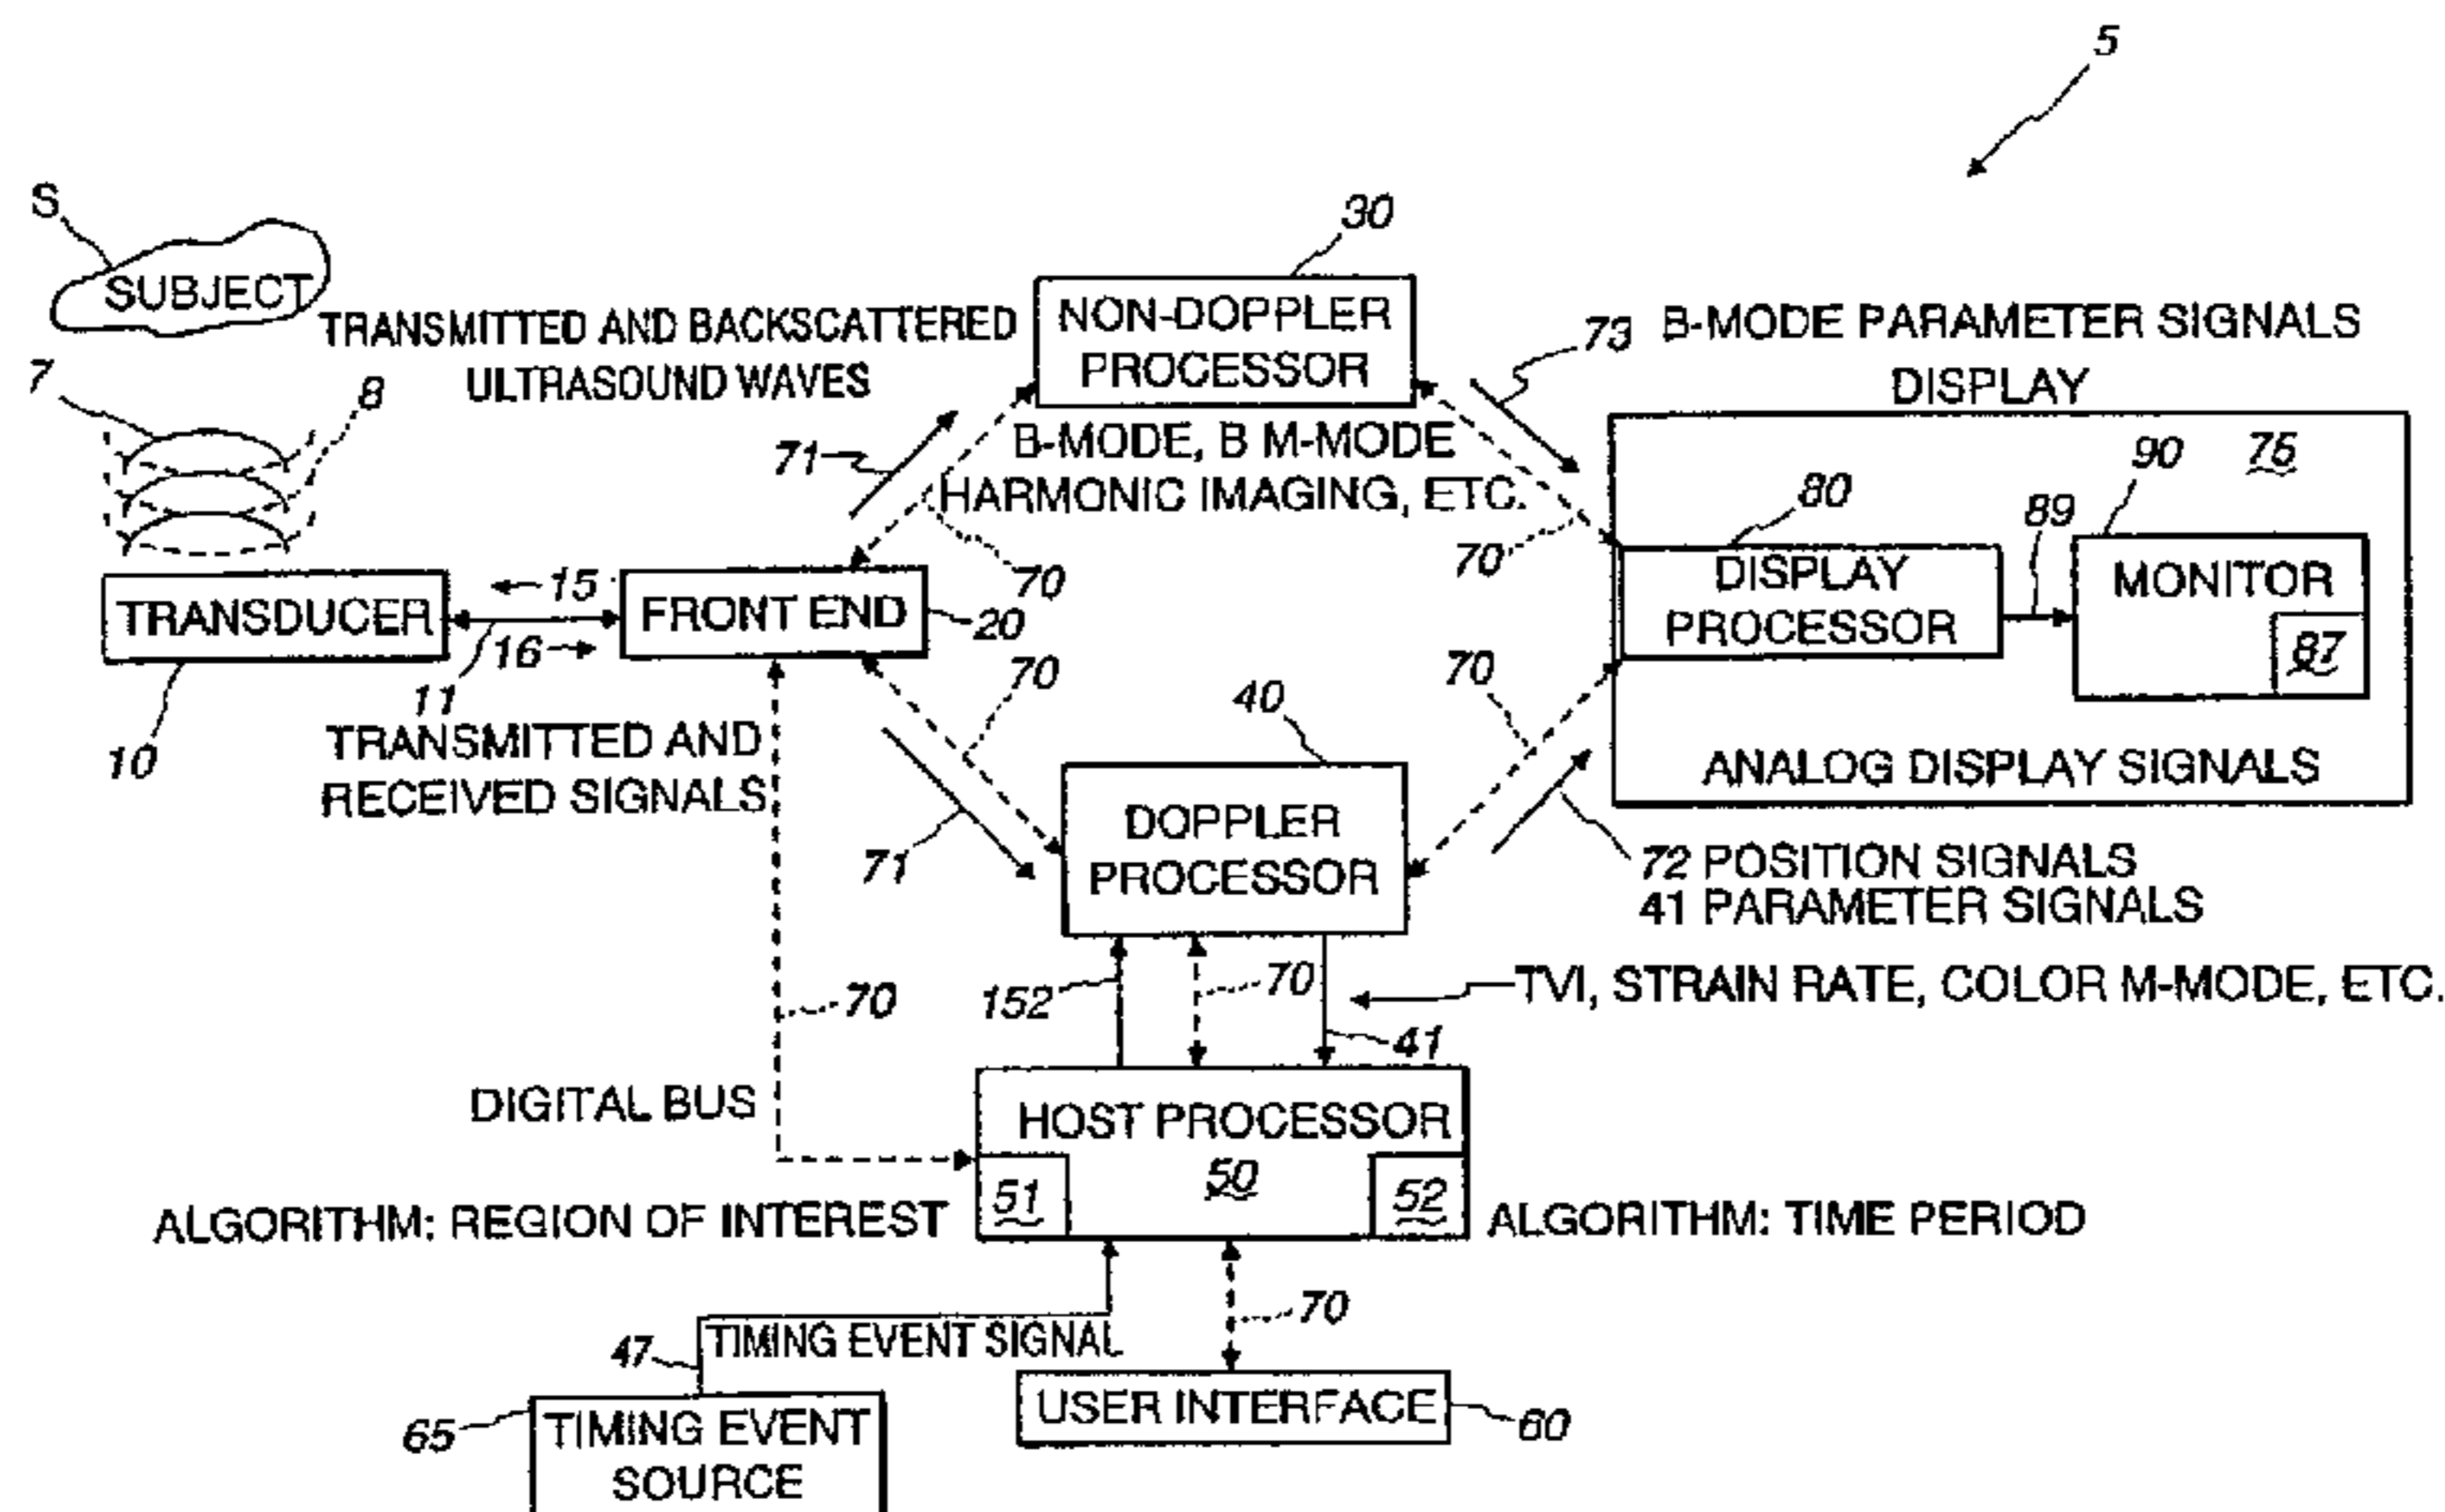 5
S
SUBJECT
30
7
8
TRANSMITTED AND BACKSCATTERED
ULTRASOUND WAVES
NON-DOPPLER
PROCESSOR
73
B-MODE PARAMETER SIGNALS
DISPLAY
71
B-MODE, B M-MODE
HARMONIC IMAGING, ETC.
70
70
80
90
75
89
TRANSDUCER
15
11
16
FRONT END
20
DISPLAY
PROCESSOR
MONITOR
87
10
TRANSMITTED AND
RECEIVED SIGNALS
70
70
40
71
DOPPLER
PROCESSOR
ANALOG DISPLAY SIGNALS
72 POSITION SIGNALS
41 PARAMETER SIGNALS
70
152
70
41
TVI, STRAIN RATE, COLOR M-MODE, ETC.
DIGITAL BUS
HOST PROCESSOR
50
51
52
ALGORITHM: REGION OF INTEREST
ALGORITHM: TIME PERIOD
47
TIMING EVENT SIGNAL
70
65
TIMING EVENT
SOURCE
USER INTERFACE
60